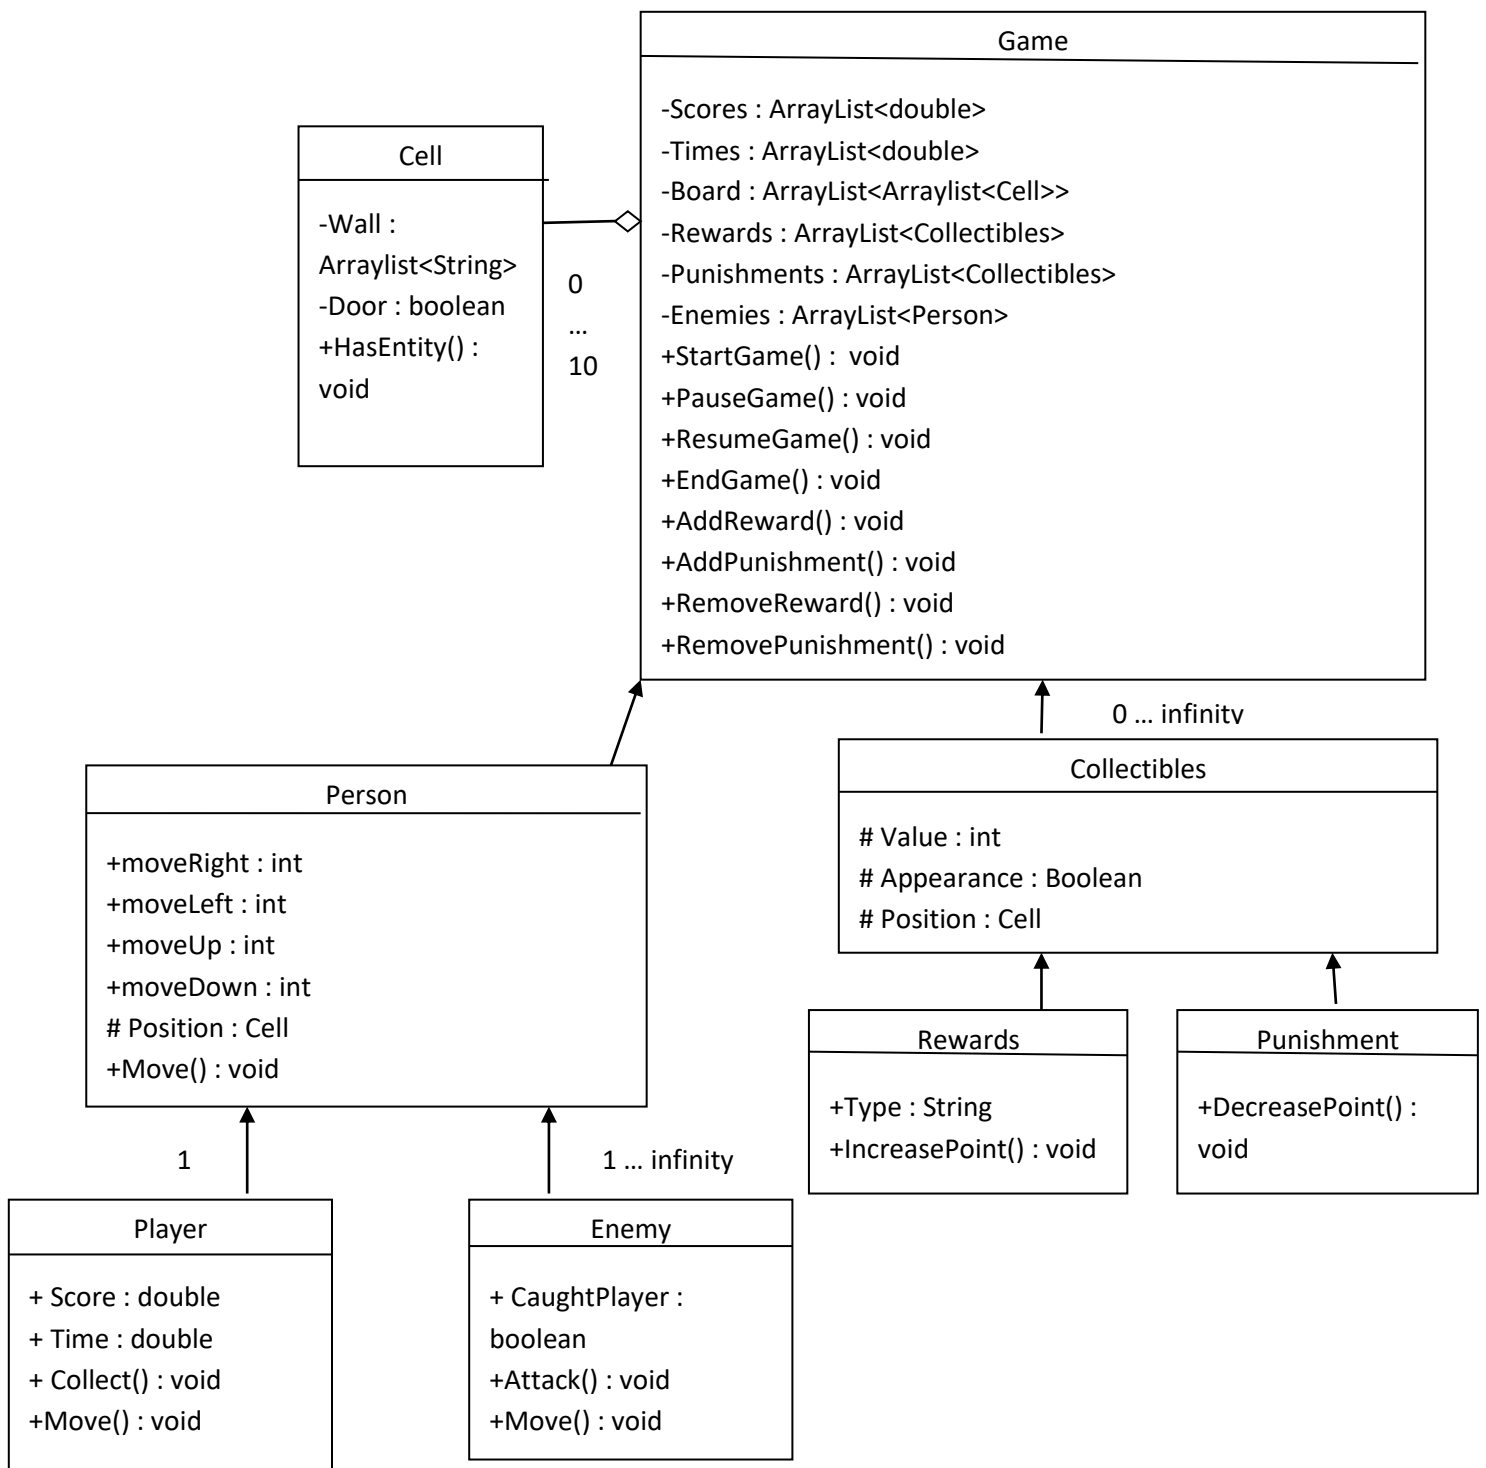 Game
-Scores : ArrayList<double>
-Times : ArrayList<double>
-Board : ArrayList<Arraylist<Cell>>
-Rewards : ArrayList<Collectibles>
-Punishments : ArrayList<Collectibles>
-Enemies : ArrayList<Person>
+StartGame() : void
+PauseGame() : void
+ResumeGame() : void
+EndGame() : void
+AddReward() : void
+AddPunishment() : void
+RemoveReward() : void
+RemovePunishment() : void
Cell
-Wall :
Arraylist<String>
-Door : boolean
+HasEntity() :
void
0
...
10
0 ... infinity
Person
+moveRight : int
+moveLeft : int
+moveUp : int
+moveDown : int
# Position : Cell
+Move() : void
Collectibles
# Value : int
# Appearance : Boolean
# Position : Cell
Rewards
+Type : String
+IncreasePoint() : void
Punishment
+DecreasePoint() :
void
1
1 ... infinity
Player
+ Score : double
+ Time : double
+ Collect() : void
+Move() : void
Enemy
+ CaughtPlayer :
boolean
+Attack() : void
+Move() : void